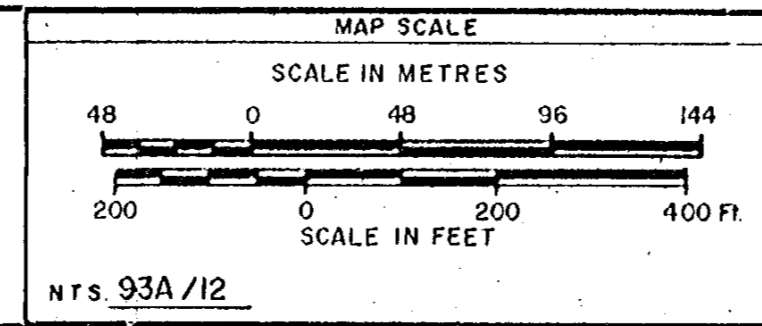 MAP SCALE
SCALE IN METRES
48 0 48 96 144
200 0 200 400 Ft.
SCALE IN FEET
NTS. 93A/12